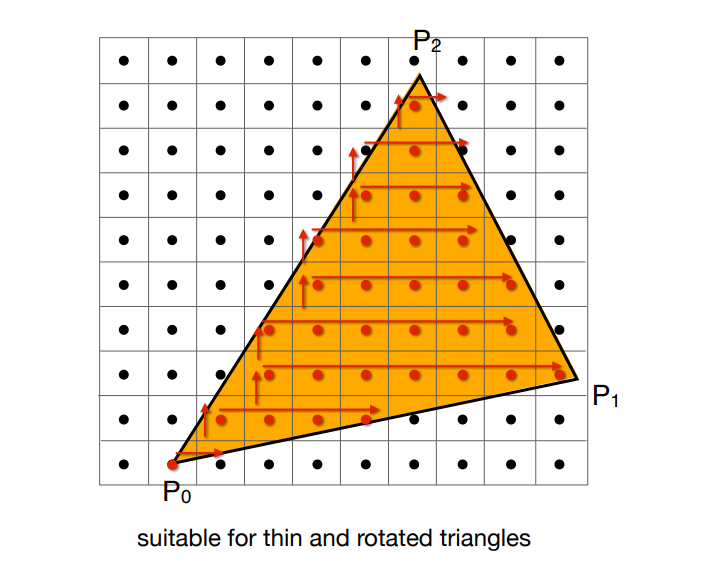 P₂
P₁
P₀
suitable for thin and rotated triangles